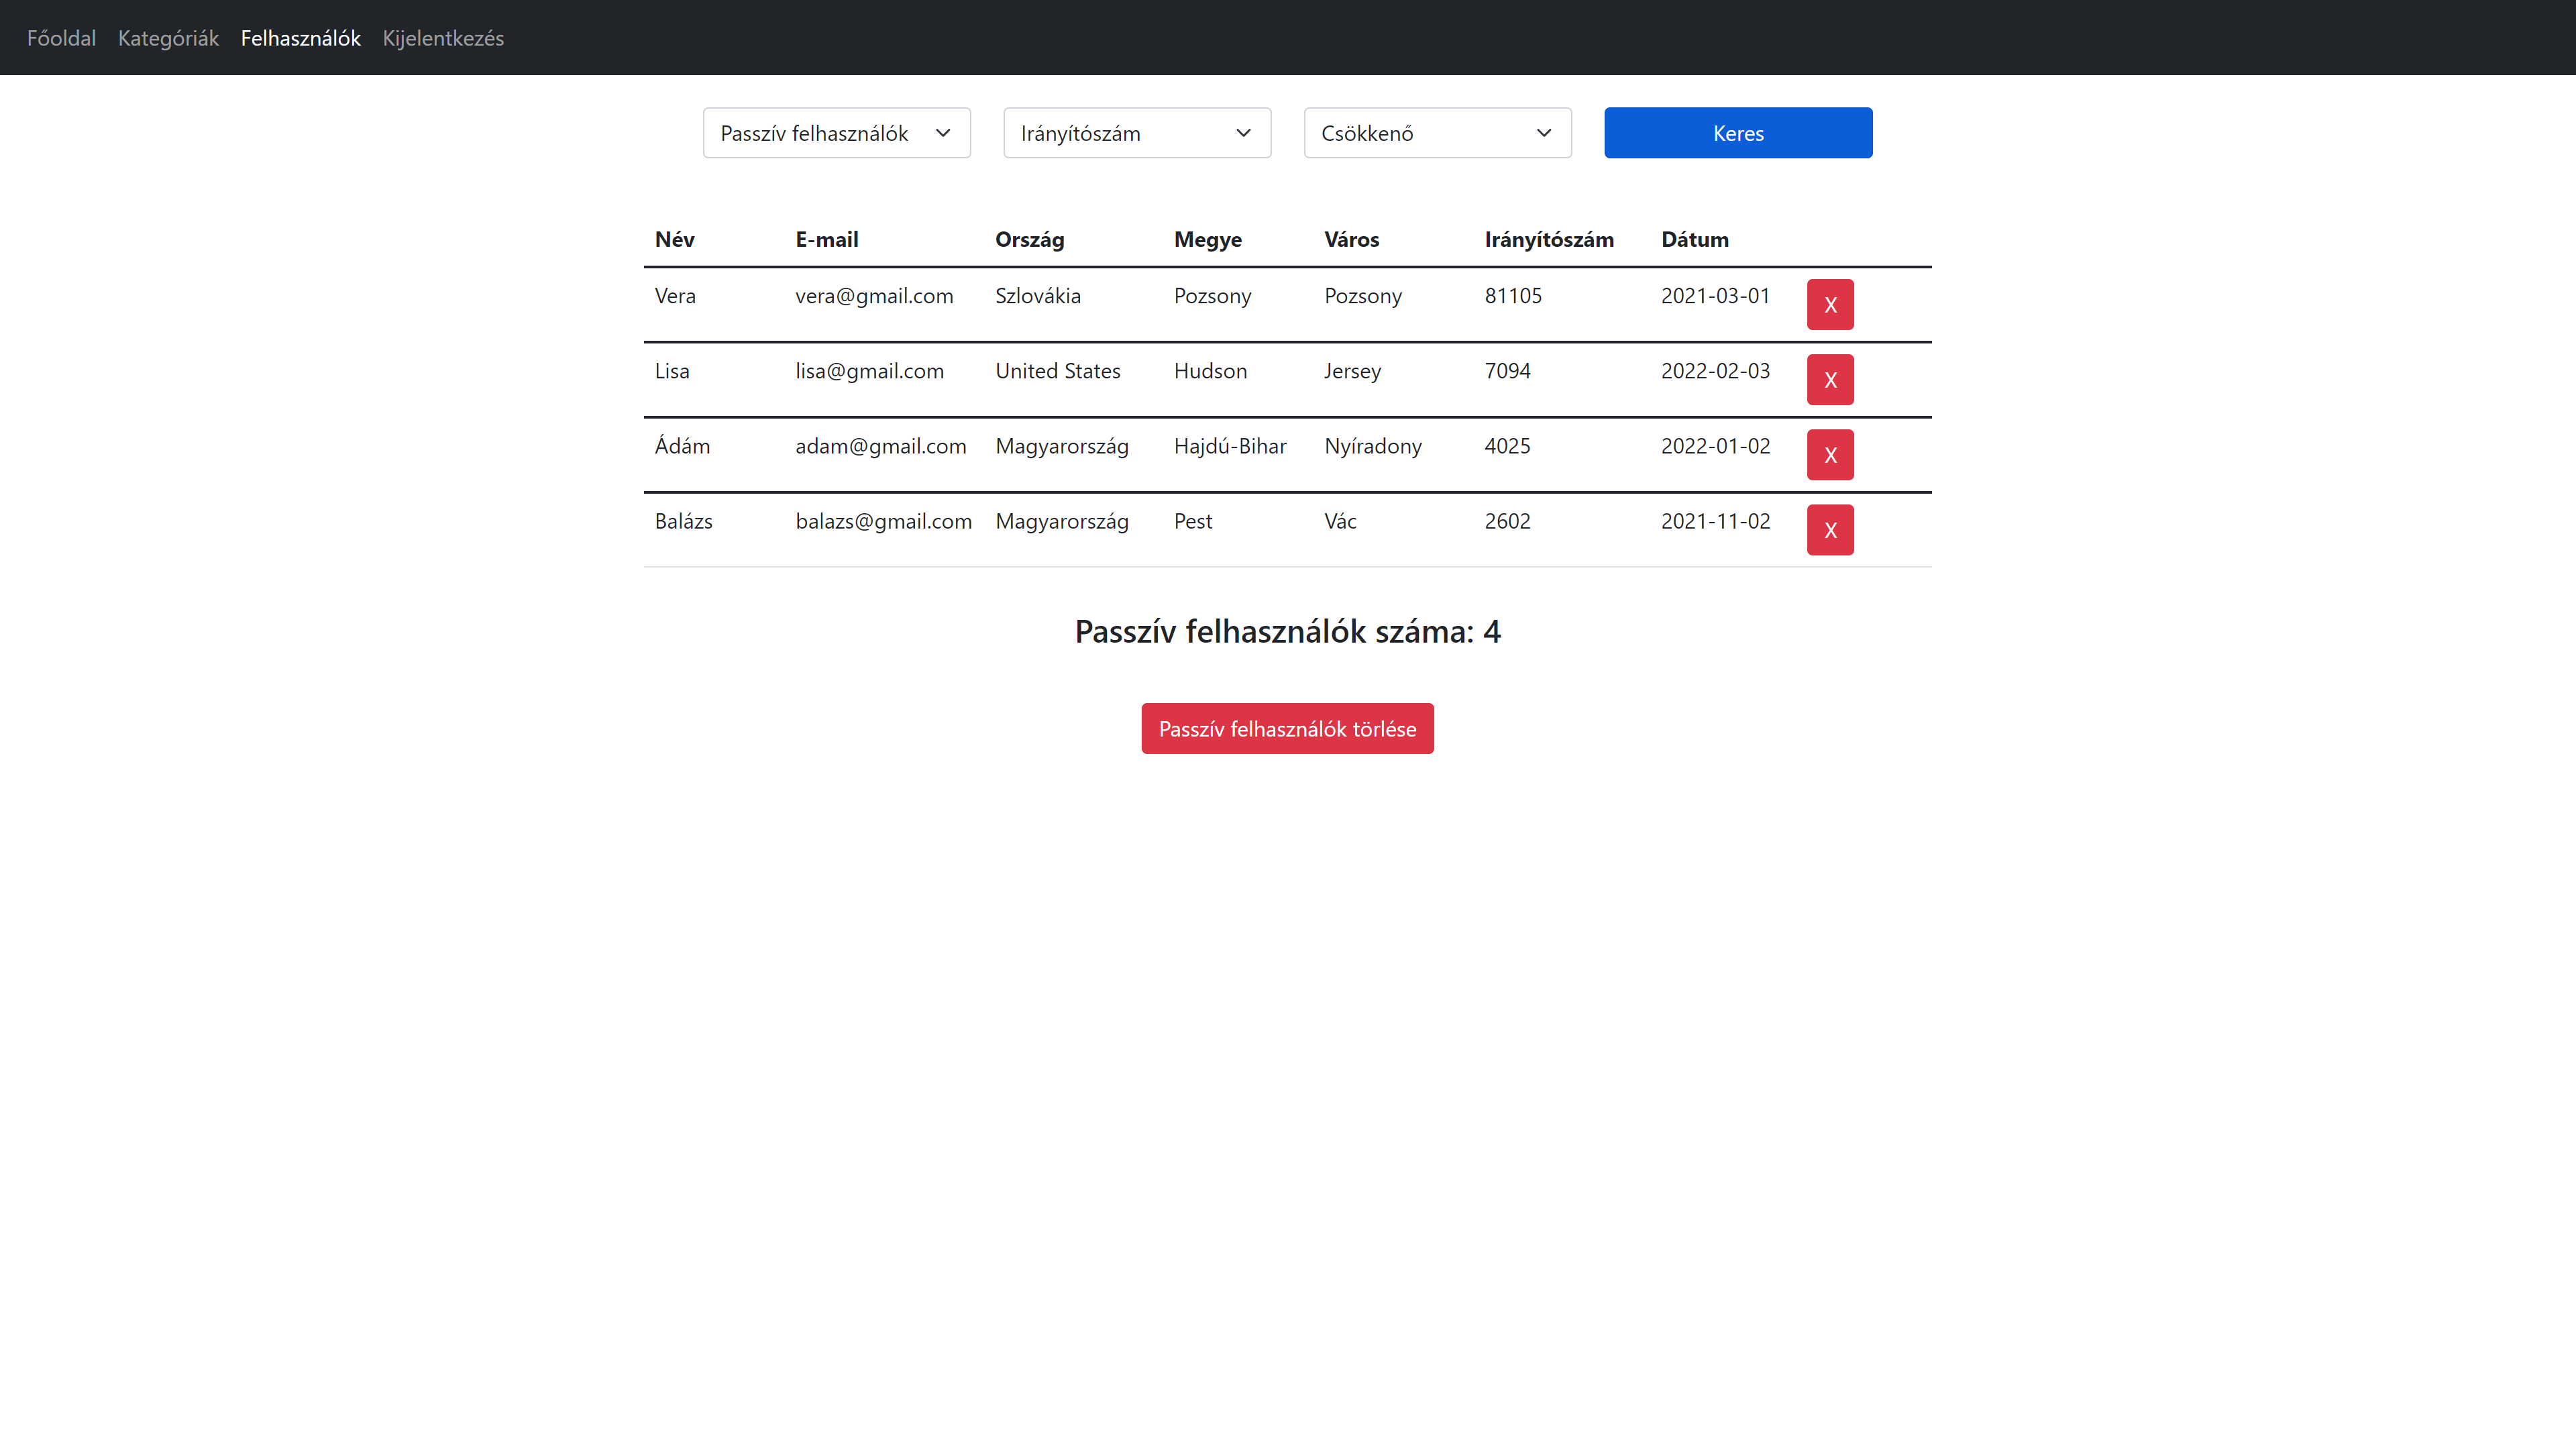 Főoldal Kategóriák Felhasználók Kijelentkezés
Passzív felhasználók Irányítószám Csökkenő Keres
Név E-mail Ország Megye Város Irányítószám Dátum
Vera vera@gmail.com Szlovákia Pozsony Pozsony 81105 2021-03-01 X
Lisa lisa@gmail.com United States Hudson Jersey 7094 2022-02-03 X
Ádám adam@gmail.com Magyarország Hajdú-Bihar Nyíradony 4025 2022-01-02 X
Balázs balazs@gmail.com Magyarország Pest Vác 2602 2021-11-02 X
Passzív felhasználók száma: 4
Passzív felhasználók törlése